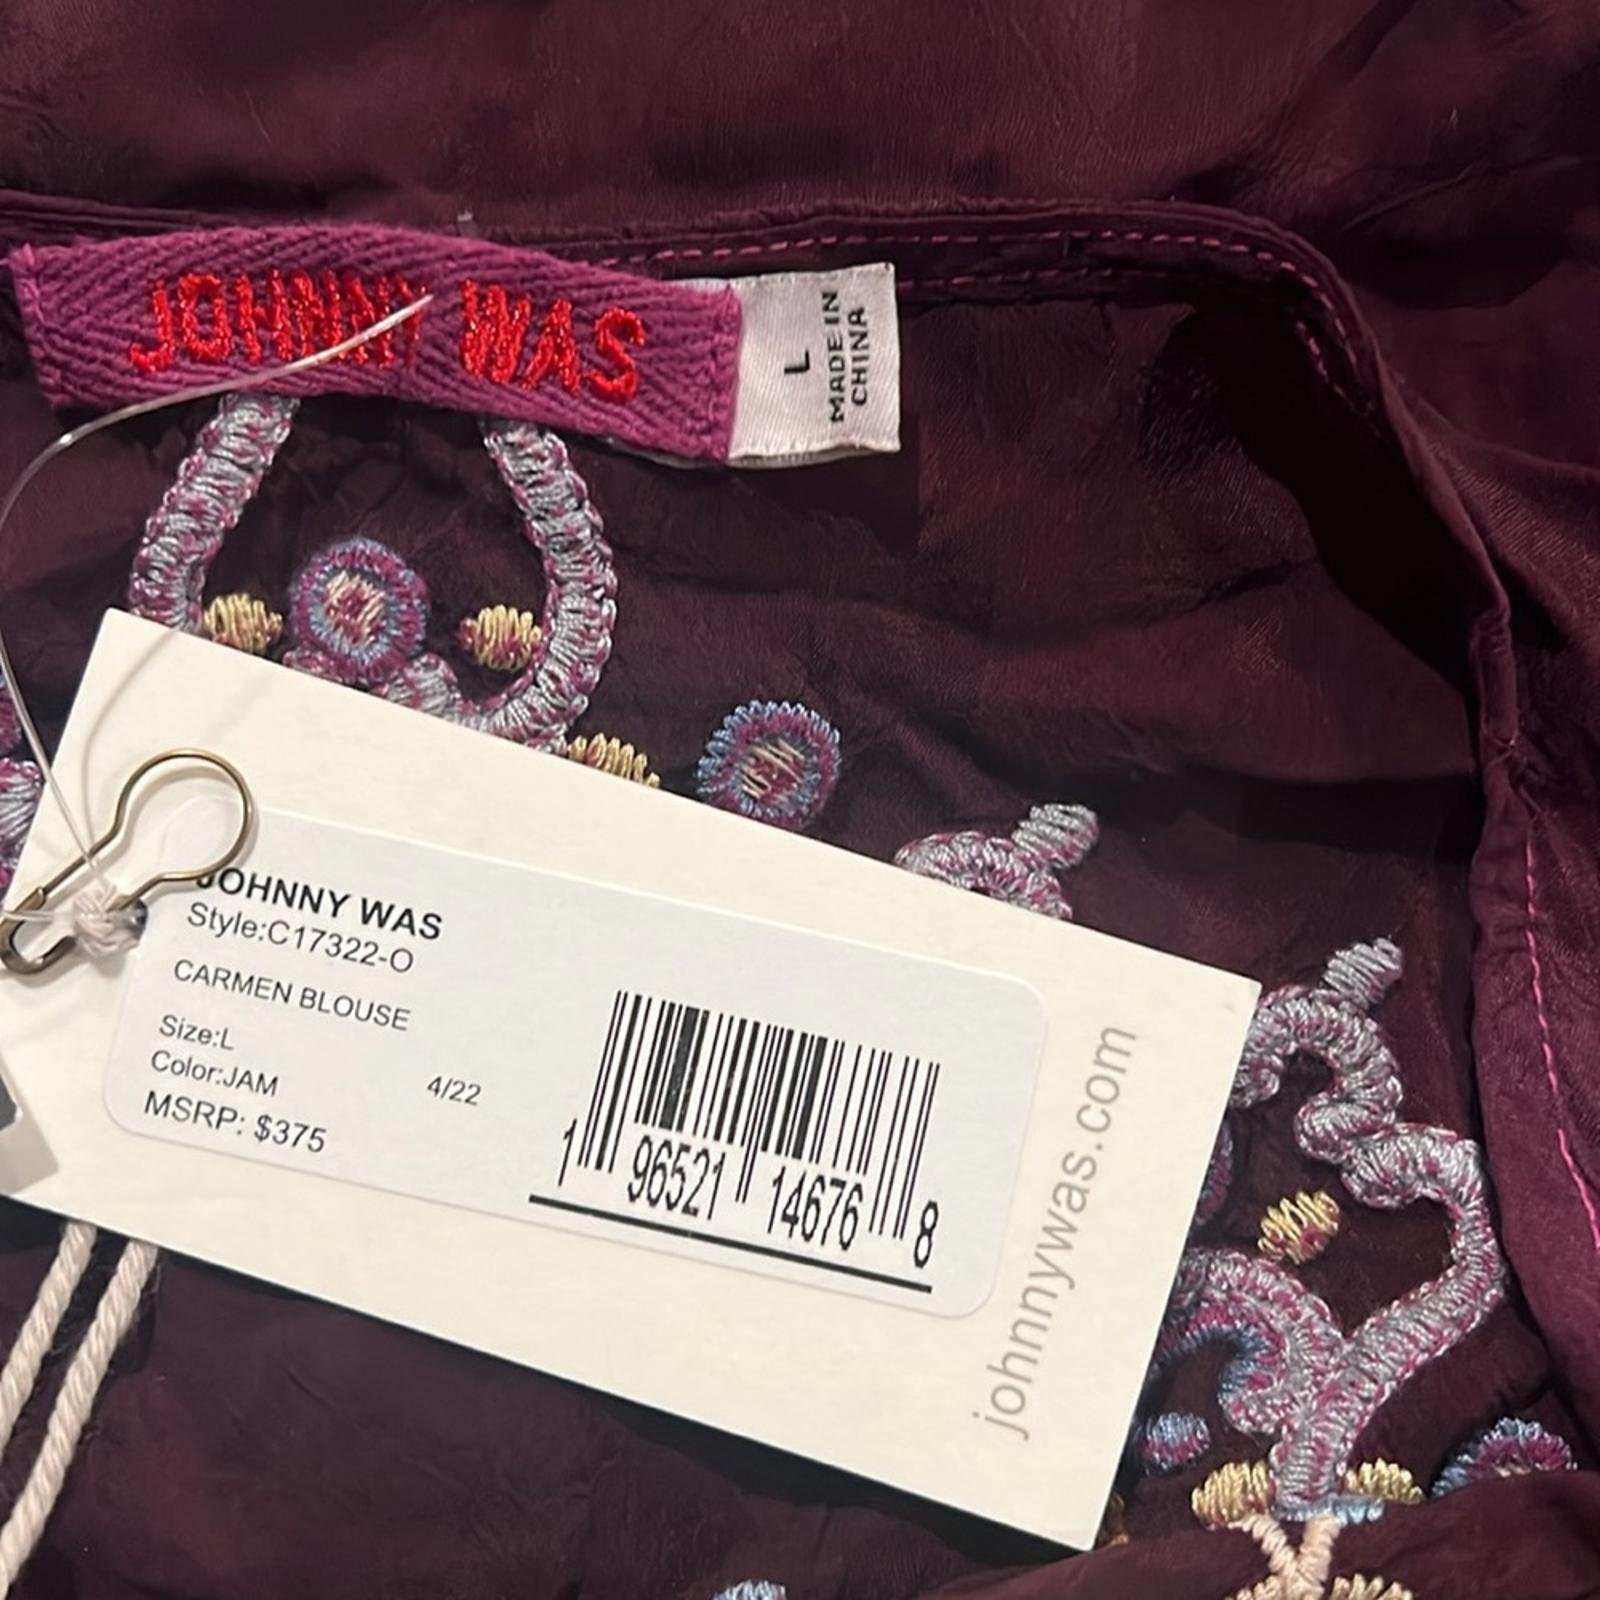 JOHNNY WAS
L
MADE IN
CHINA
JOHNNY WAS
Style:C17322-O
CARMEN BLOUSE
Size:L
Color:JAM
4/22
MSRP: $375
1 96521 14676 8
johnnywas.com